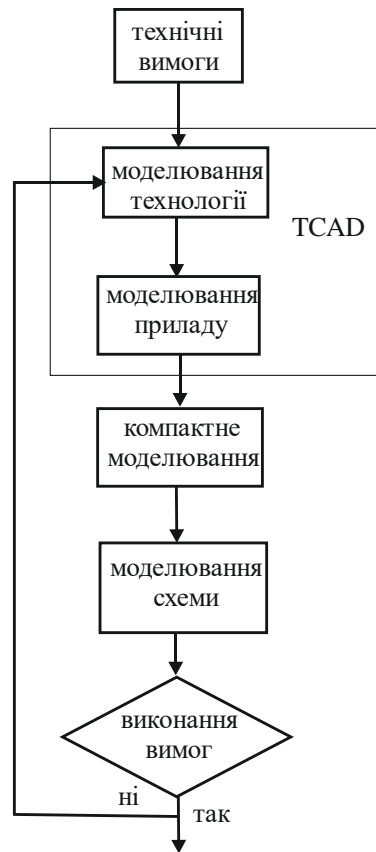 технічні
вимоги
моделювання
технології
TCAD
моделювання
приладу
компактне
моделювання
моделювання
схеми
виконання
вимог
ні
так